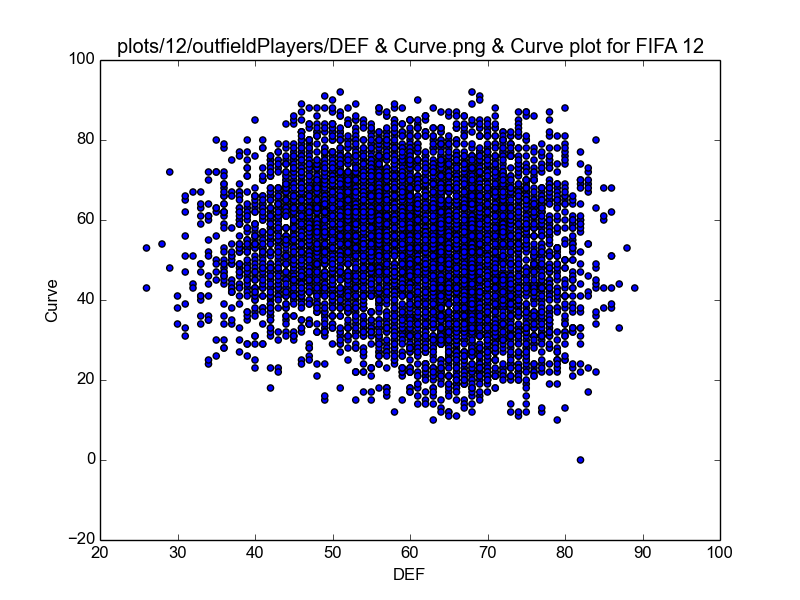 plots/12/outfieldPlayers/DEF & Curve.png & Curve plot for FIFA 12
100
80
60
40
20
0
−20
Curve
20 30 40 50 60 70 80 90 100
DEF